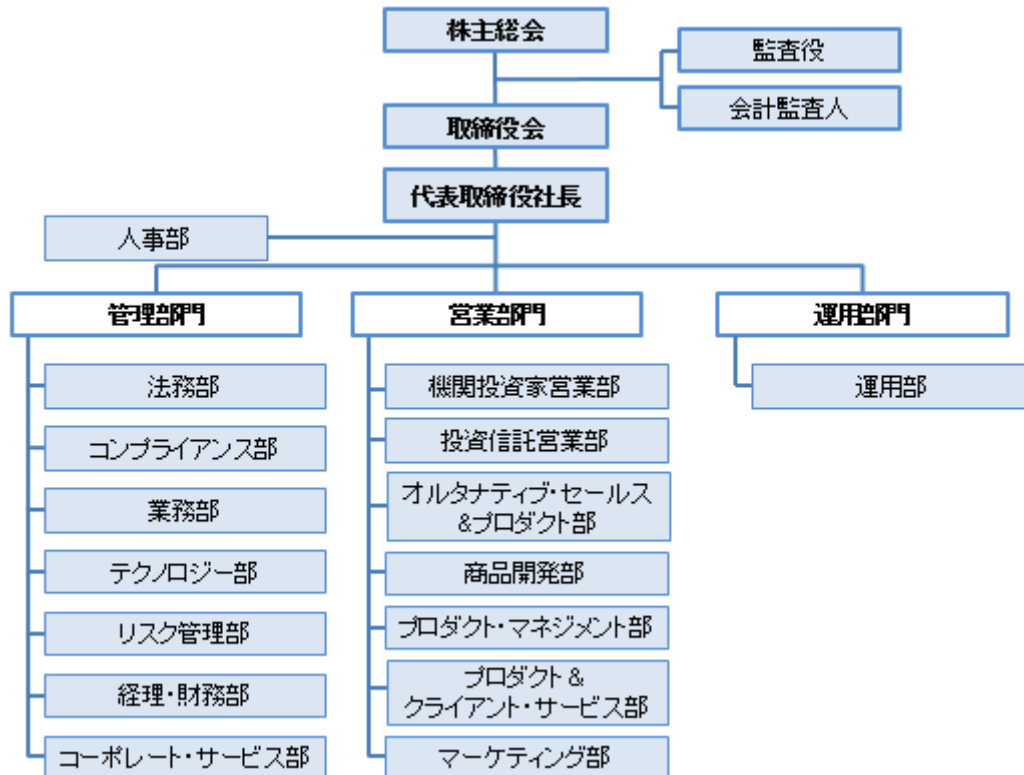 株主総会
監査役
会計監査人
取締役会
代表取締役社長
人事部
管理部門
営業部門
運用部門
法務部
コンプライアンス部
業務部
テクノロジー部
リスク管理部
経理・財務部
コーポレート・サービス部
機関投資家営業部
投資信託営業部
オルタナティブ・セールス
&プロダクト部
商品開発部
プロダクト・マネジメント部
プロダクト &
クライアント・サービス部
マーケティング部
運用部